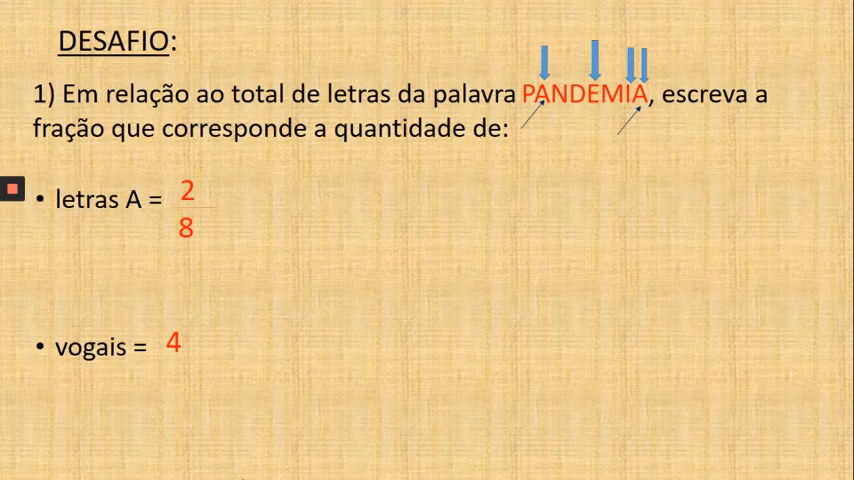 DESAFIO:
1) Em relação ao total de letras da palavra PANDEMIA, escreva a
fração que corresponde a quantidade de:
• letras A = 2
8
• vogais = 4